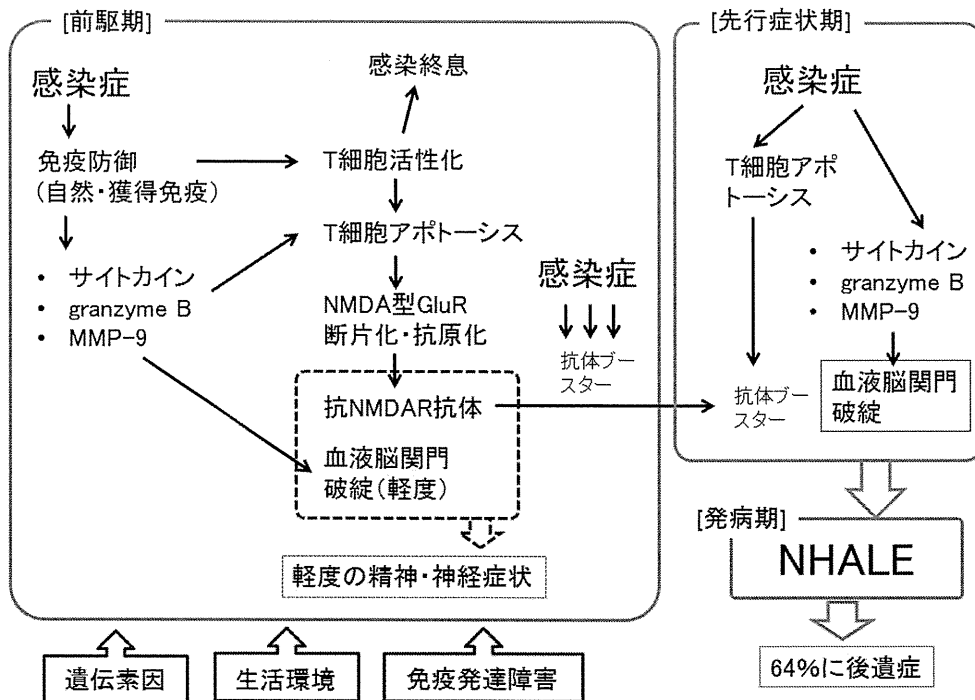 [前駆期]
感染症
感染終息
免疫防御
(自然・獲得免疫)
T細胞活性化
T細胞アポトーシス
• サイトカイン
• granzyme B
• MMP-9
NMDA型GluR
断片化・抗原化
感染症
抗体ブー
スター
抗NMDAR抗体
血液脳関門
破綻(軽度)
軽度の精神・神経症状
遺伝素因
生活環境
免疫発達障害
[先行症状期]
感染症
T細胞アポ
トーシス
• サイトカイン
• granzyme B
• MMP-9
抗体ブー
スター
血液脳関門
破綻
[発病期]
NHALE
64%に後遺症